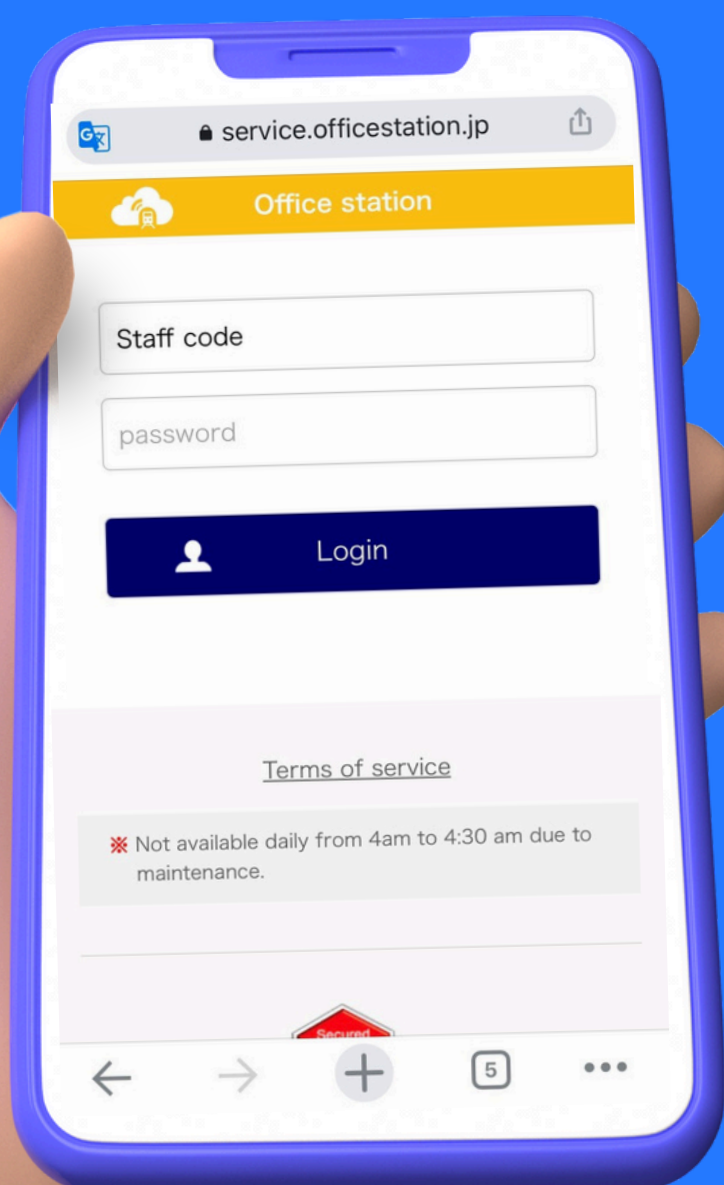 service.officestation.jp
Office station
Staff code
password
Login
Terms of service
※ Not available daily from 4am to 4:30 am due to
maintenance.
Secured
5